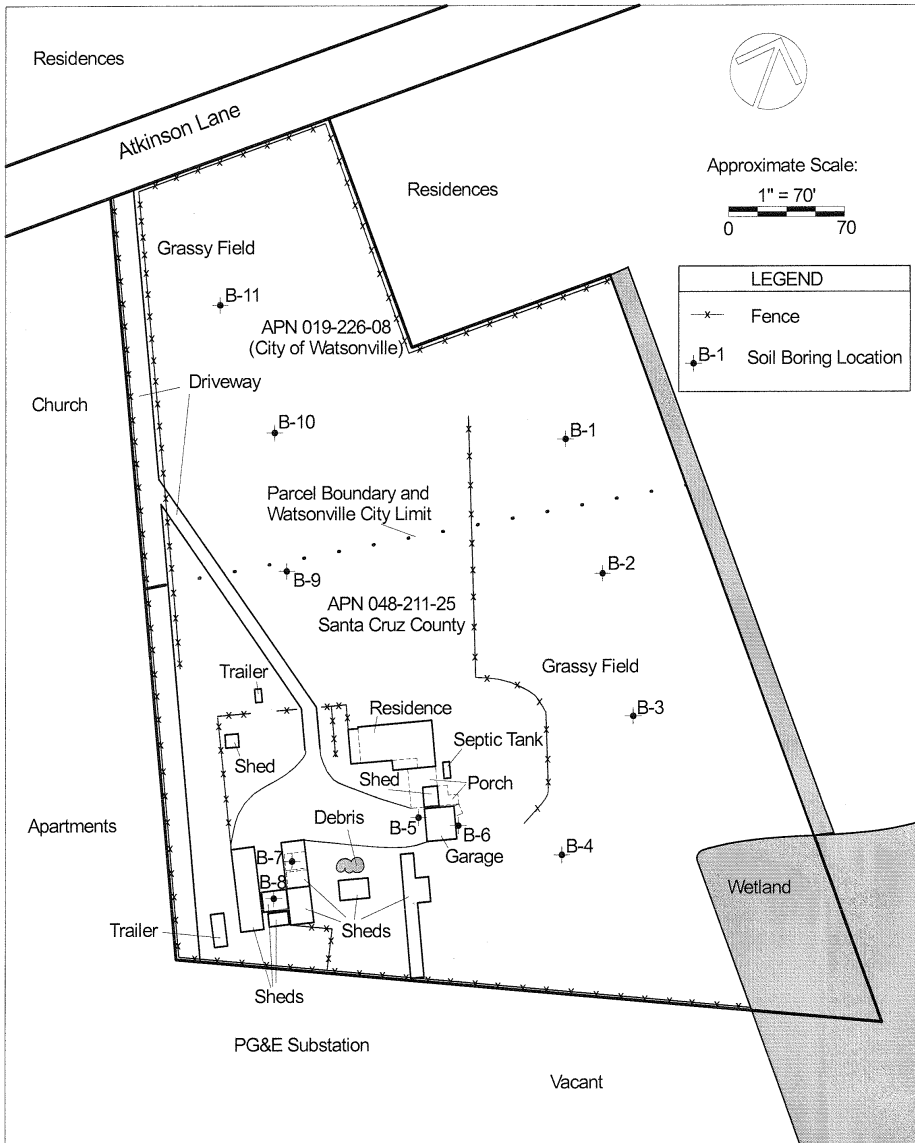 Residences
Atkinson Lane
Residences
Approximate Scale:
1" = 70'
0 70
LEGEND
Fence
B-1 Soil Boring Location
Grassy Field
B-11
APN 019-226-08
(City of Watsonville)
Driveway
Church
B-10
B-1
Parcel Boundary and
Watsonville City Limit
B-9
B-2
APN 048-211-25
Santa Cruz County
Grassy Field
Trailer
Residence
B-3
Septic Tank
Shed
Shed
Porch
Apartments
Debris
B-5
B-6
Garage
B-4
B-7
B-8
Wetland
Trailer
Sheds
Sheds
PG&E Substation
Vacant